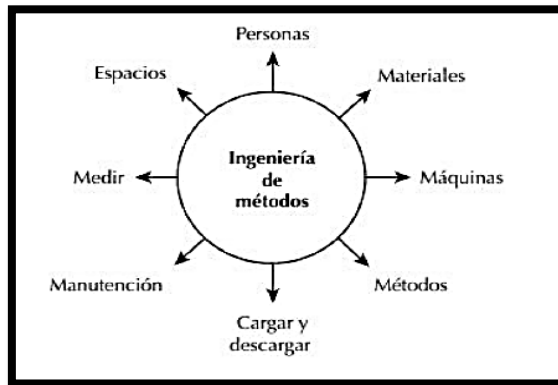 Personas
Espacios
Materiales
Ingeniería
de
métodos
Medir
Máquinas
Manutención
Métodos
Cargar y
descargar